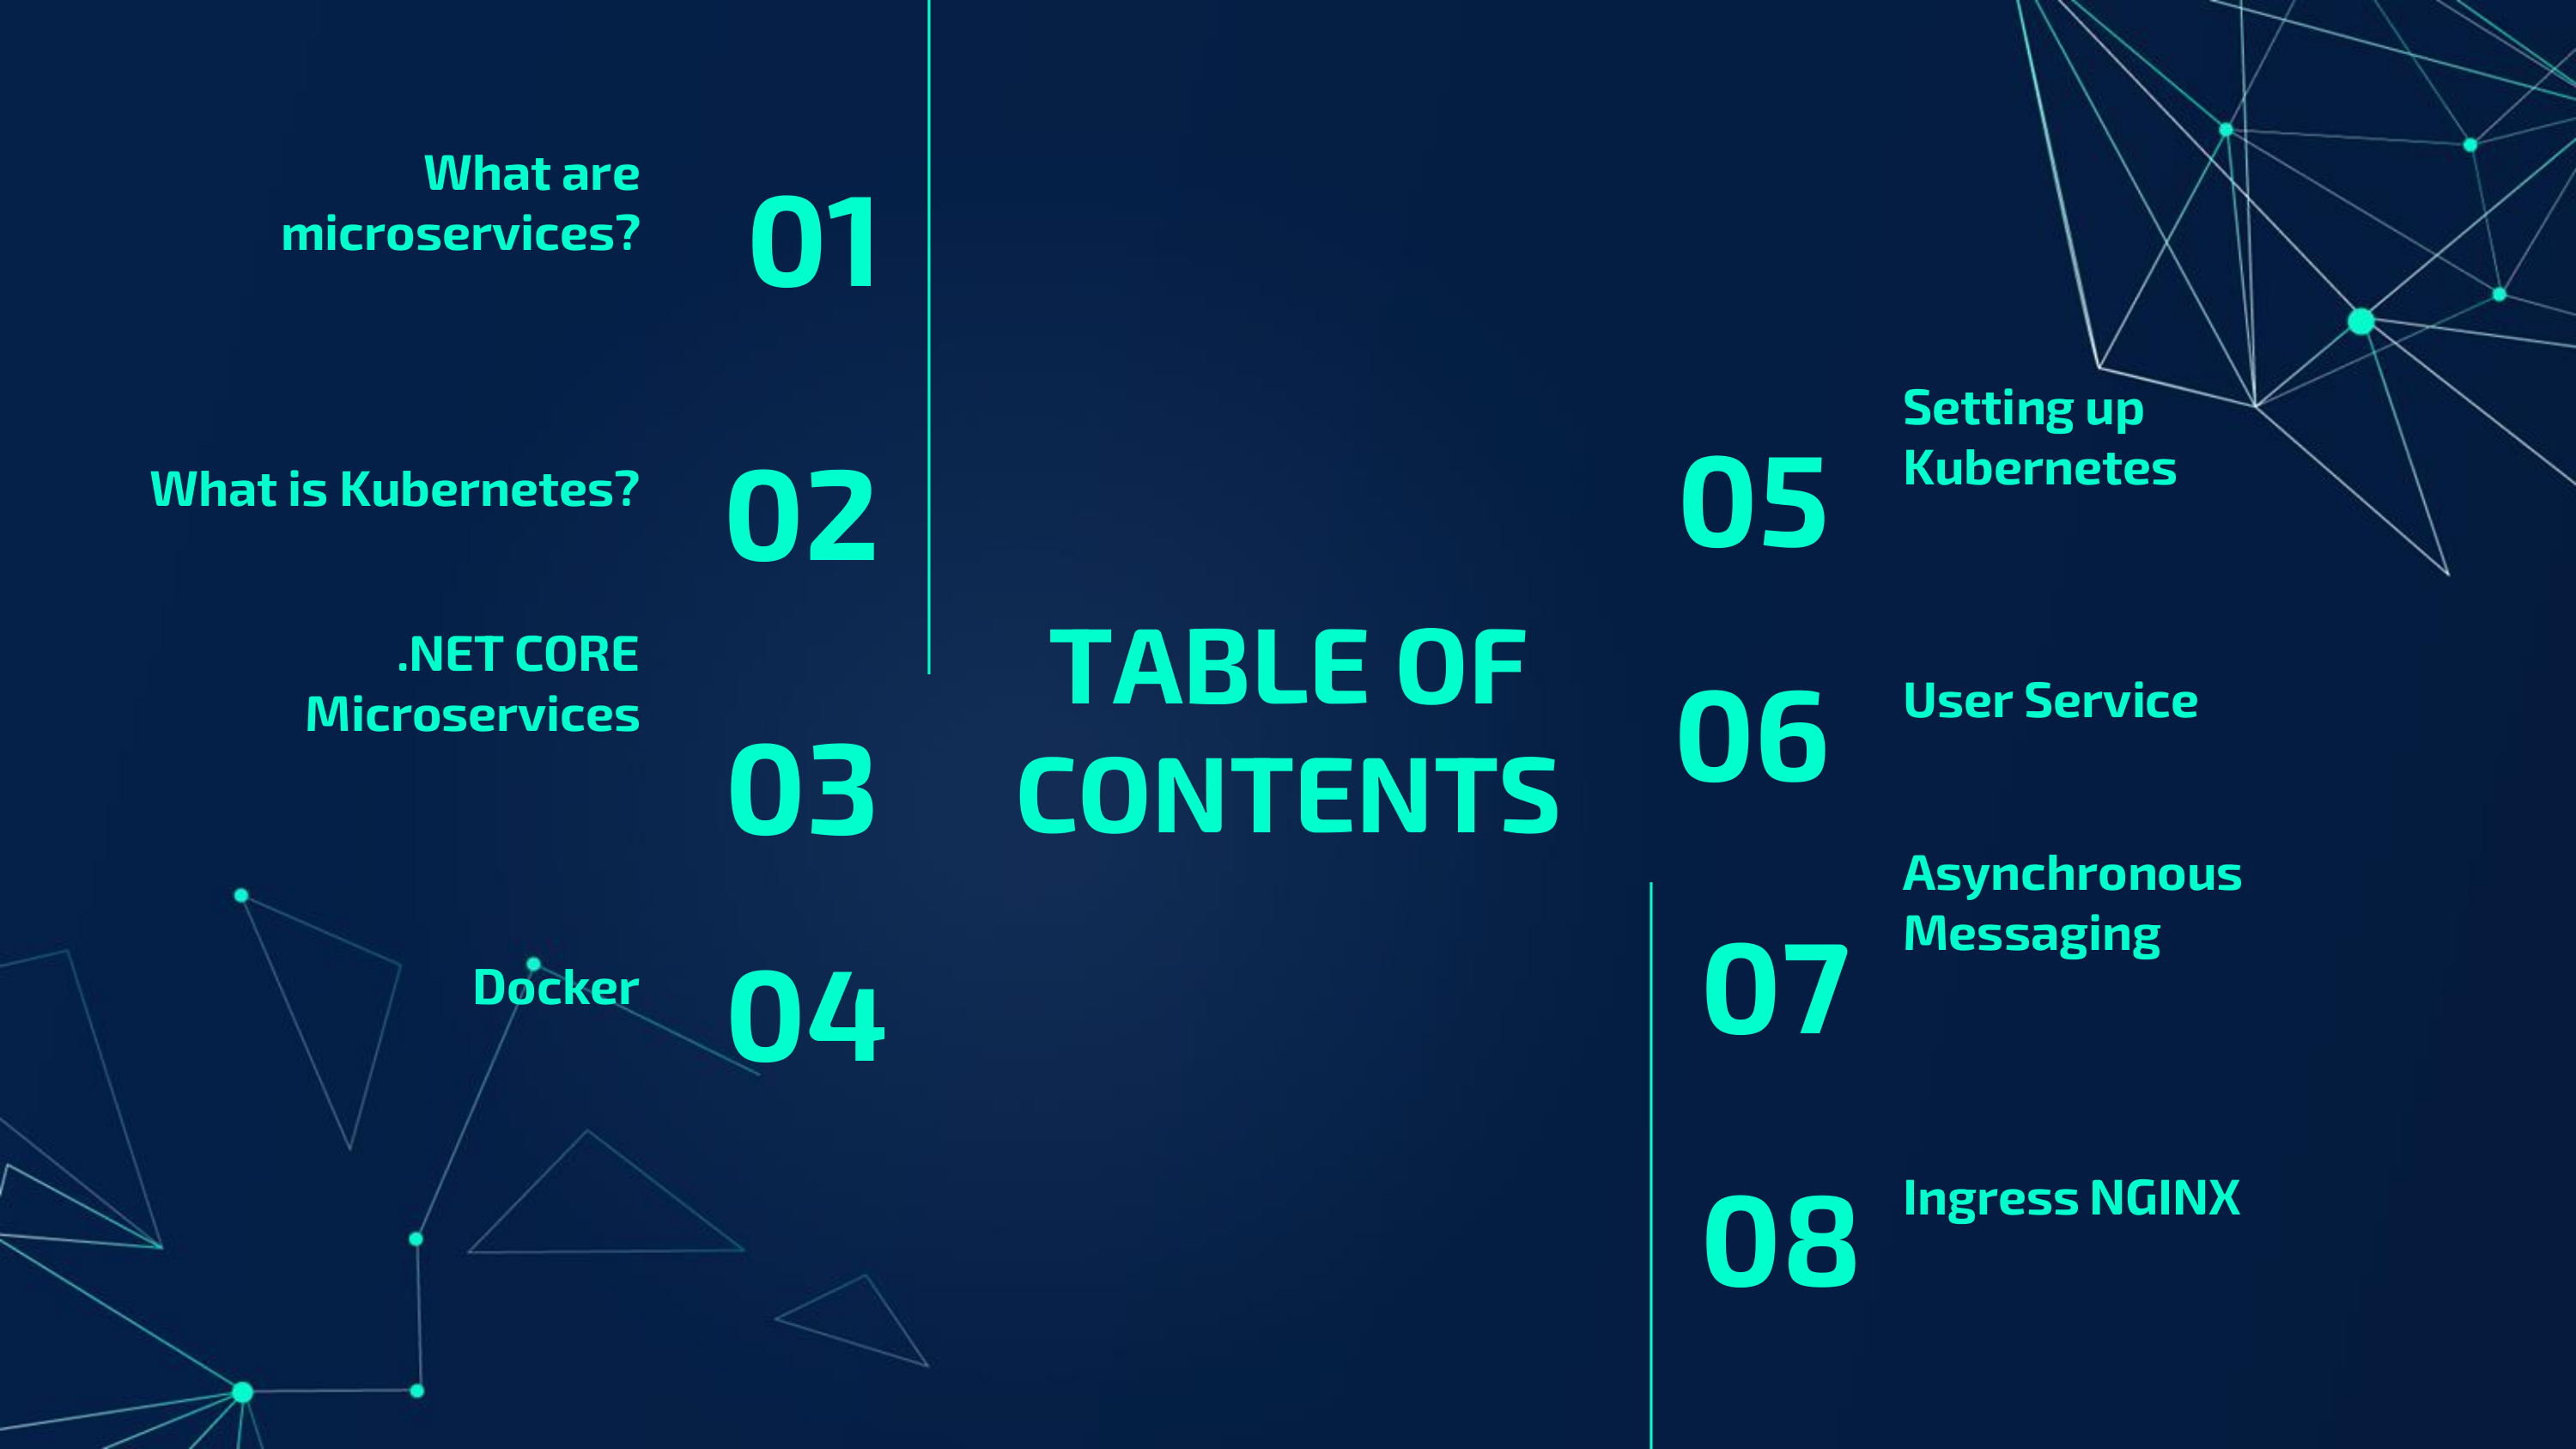 What are
microservices?
01
What is Kubernetes?
02
.NET CORE
Microservices
03
Docker
04
TABLE OF
CONTENTS
05
Setting up
Kubernetes
06
User Service
07
Asynchronous
Messaging
08
Ingress NGINX